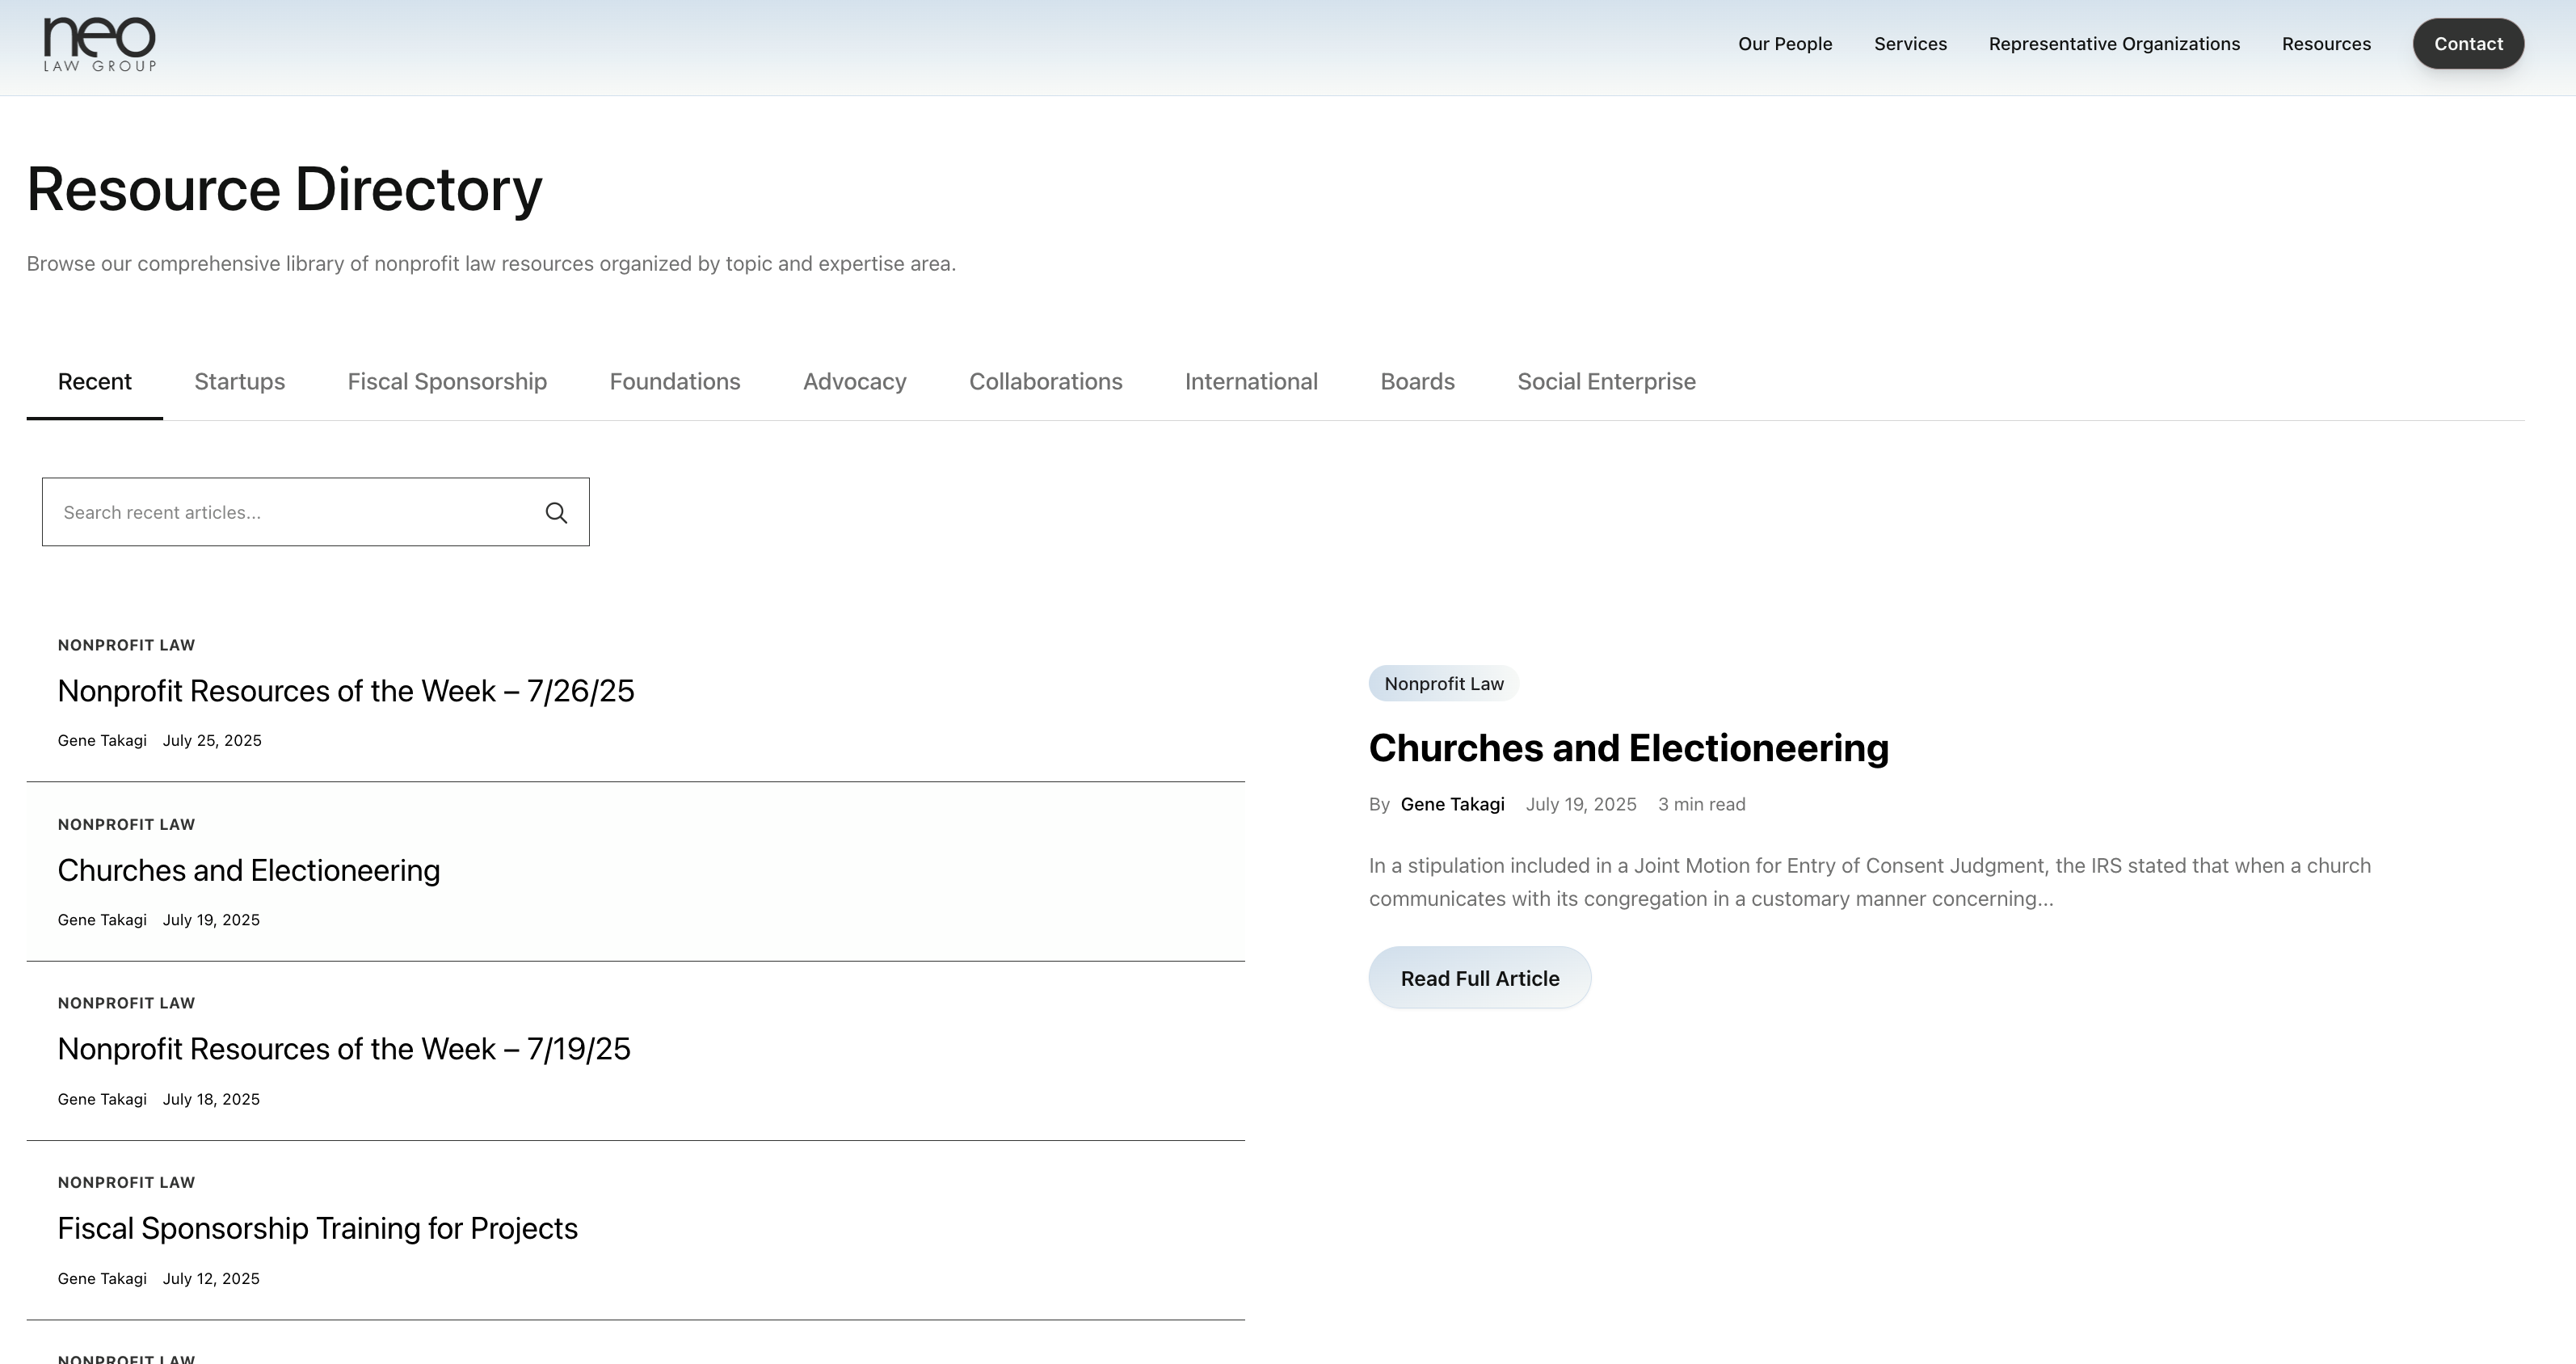 neo
LAW GROUP
Our People
Services
Representative Organizations
Resources
Contact
Resource Directory
Browse our comprehensive library of nonprofit law resources organized by topic and expertise area.
Recent
Startups
Fiscal Sponsorship
Foundations
Advocacy
Collaborations
International
Boards
Social Enterprise
Search recent articles...
NONPROFIT LAW
Nonprofit Resources of the Week – 7/26/25
Gene Takagi July 25, 2025
NONPROFIT LAW
Churches and Electioneering
Gene Takagi July 19, 2025
NONPROFIT LAW
Nonprofit Resources of the Week – 7/19/25
Gene Takagi July 18, 2025
NONPROFIT LAW
Fiscal Sponsorship Training for Projects
Gene Takagi July 12, 2025
NONPROFIT LAW
Nonprofit Law
Churches and Electioneering
By Gene Takagi July 19, 2025 3 min read
In a stipulation included in a Joint Motion for Entry of Consent Judgment, the IRS stated that when a church
communicates with its congregation in a customary manner concerning...
Read Full Article